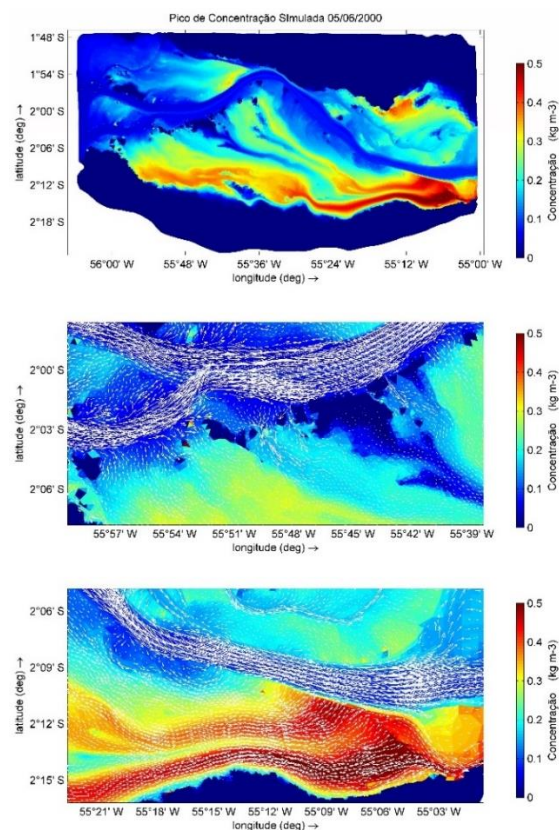 Pico de Concentração SImulada 05/06/2000
1°48' S
1°54' S
2°00' S
2°06' S
2°12' S
2°18' S
latitude (deg) →
56°00' W 55°48' W 55°36' W 55°24' W 55°12' W 55°00' W
longitude (deg) →
0.5
0.4
0.3
0.2
0.1
0
Concentração (kg m-3)
2°00' S
2°03' S
2°06' S
latitude (deg) →
55°57' W 55°54' W 55°51' W 55°48' W 55°45' W 55°42' W 55°39' W
longitude (deg) →
0.5
0.4
0.3
0.2
0.1
0
Concentração (kg m-3)
2°06' S
2°09' S
2°12' S
2°15' S
latitude (deg) →
55°21' W 55°18' W 55°15' W 55°12' W 55°09' W 55°06' W 55°03' W
longitude (deg) →
0.5
0.4
0.3
0.2
0.1
0
Concentração (kg m-3)